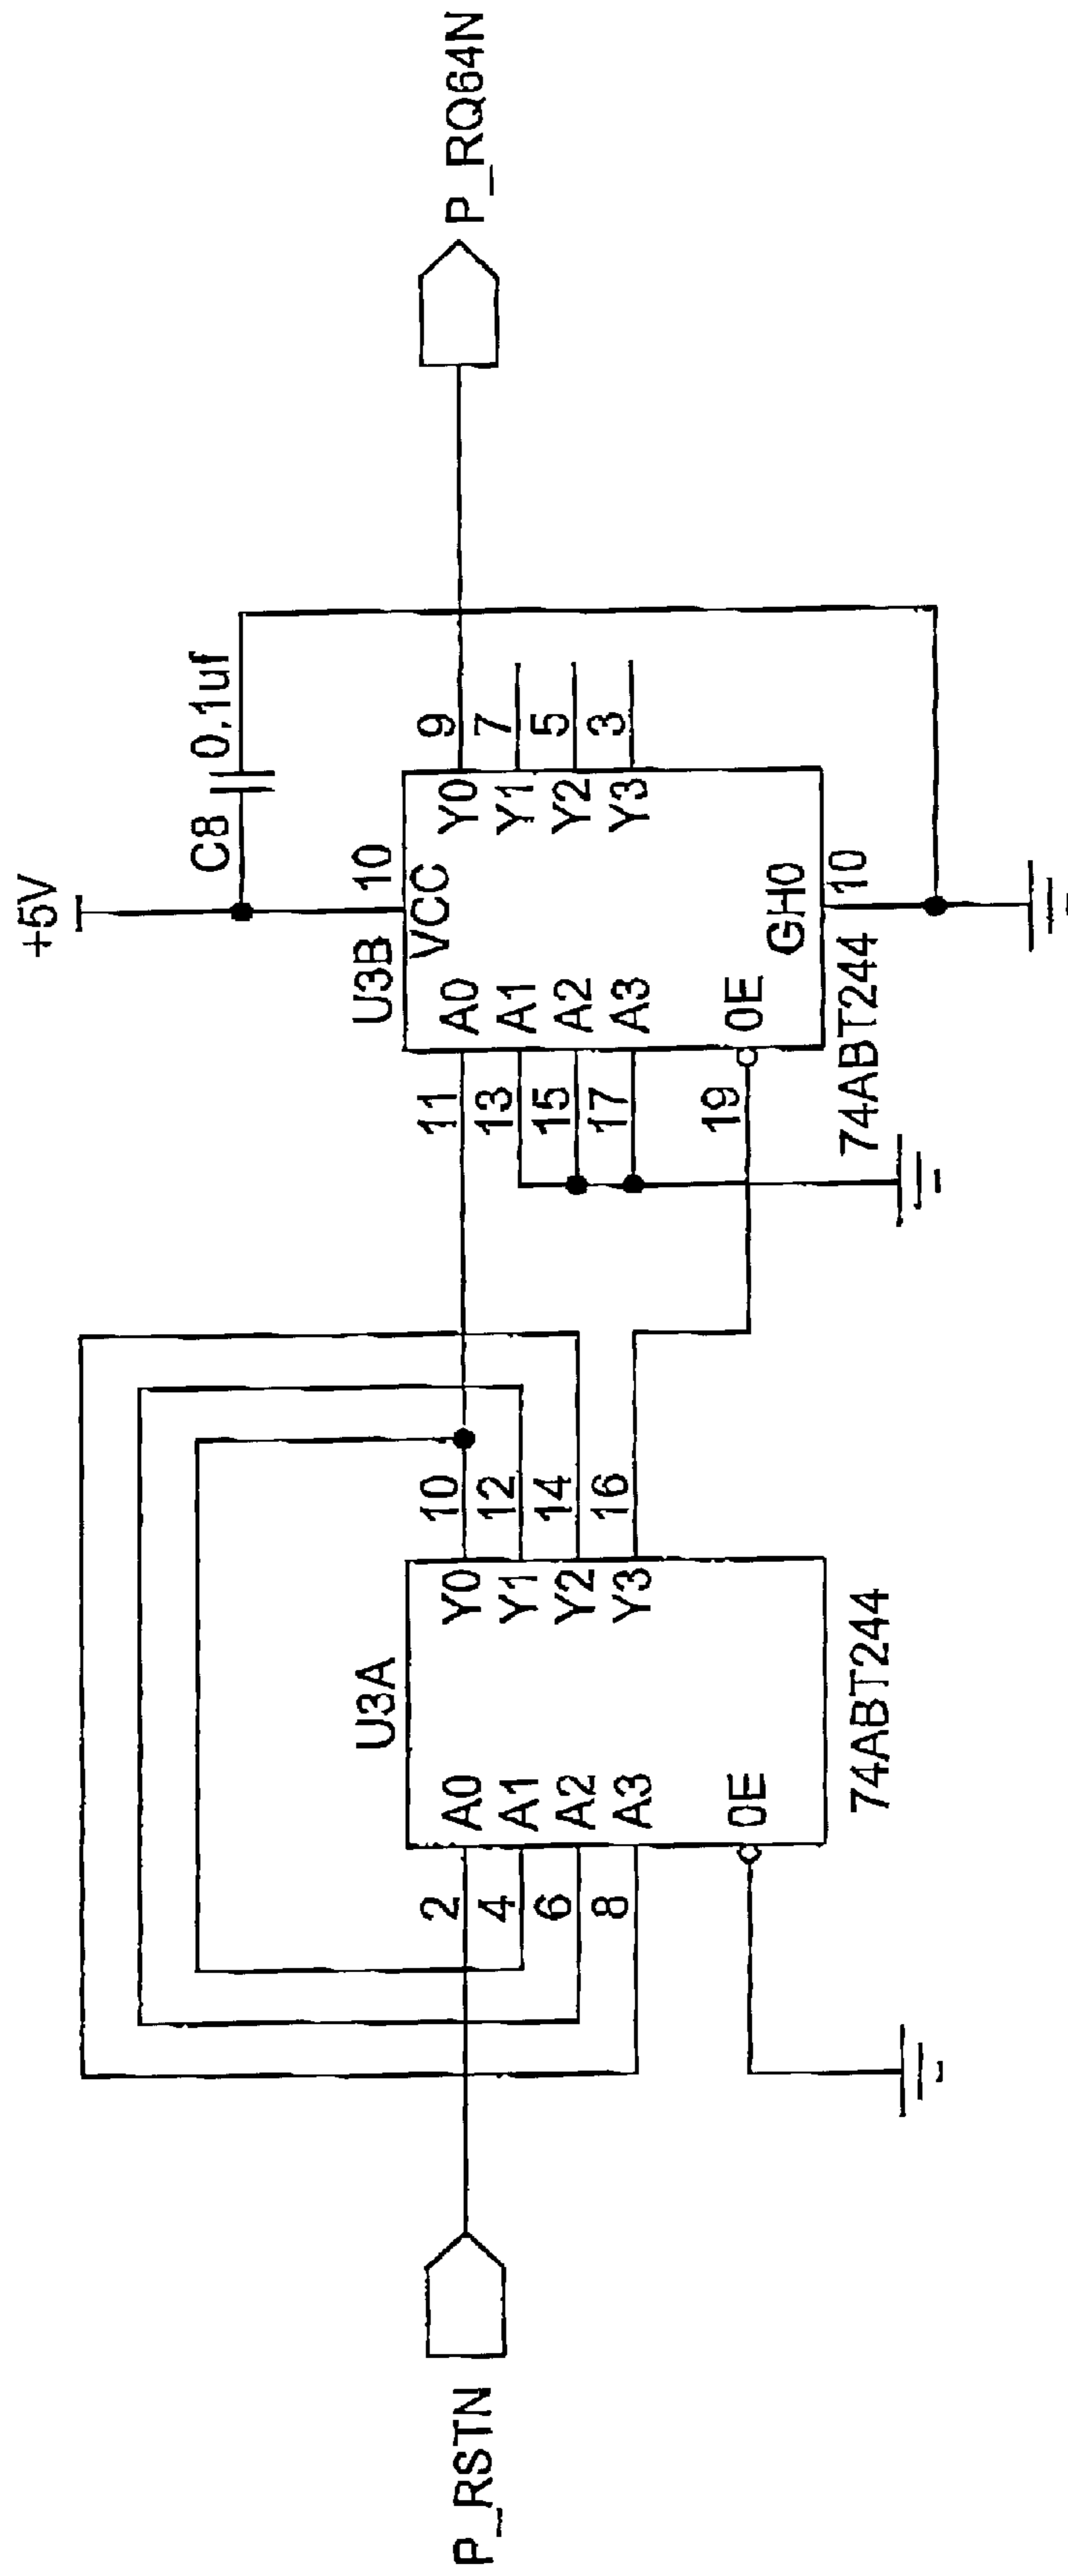 P_RSTN
U3A
2 A0 Y0 10
4 A1 Y1 12
6 A2 Y2 14
8 A3 Y3 16
0E
74ABT244
+5V
C8 0.1uf
U3B 10
VCC
11 A0 Y0 9
13 A1 Y1 7
15 A2 Y2 5
17 A3 Y3 3
19 0E GH0
10
74ABT244
P_RQ64N